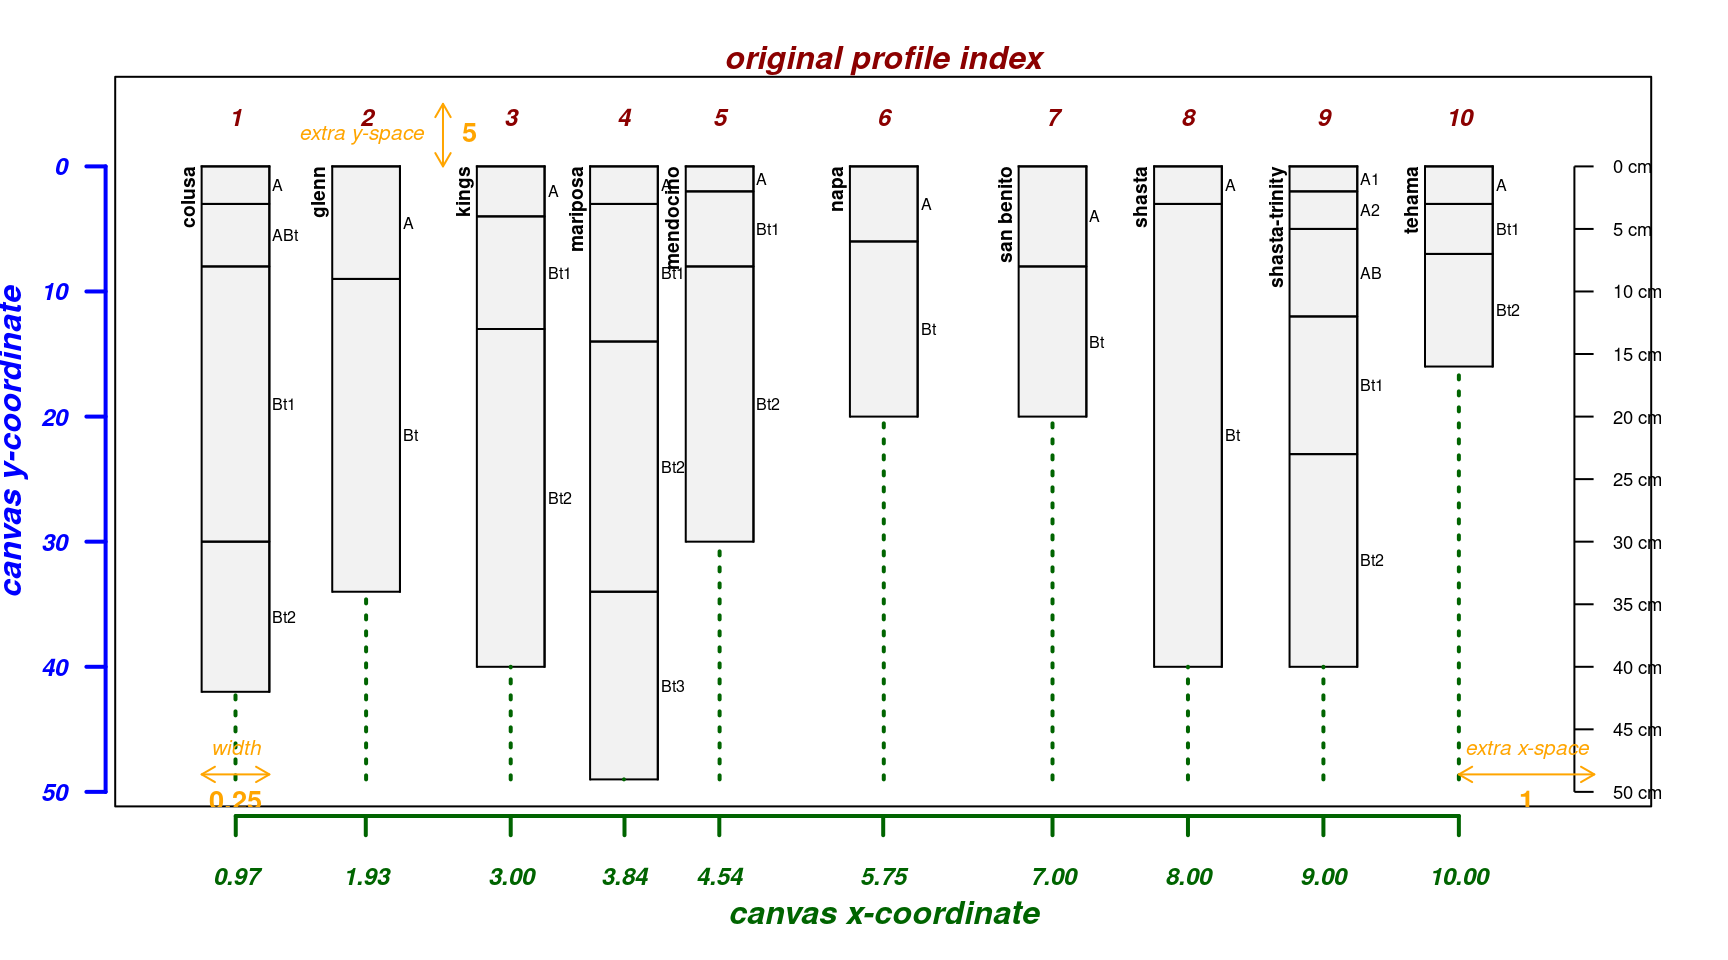 original profile index
1 2 3 4 5 6 7 8 9 10
extra y-space 5
canvas y-coordinate
0
10
20
30
40
50
colusa
A
ABt
Bt1
Bt2
glenn
A
Bt
kings
A
Bt1
Bt2
mariposa
A
Bt1
Bt2
Bt3
mendocino
A
Bt1
Bt2
napa
A
Bt
san benito
A
Bt
shasta
A
Bt
shasta-trinity
A1
A2
AB
Bt1
Bt2
tehama
A
Bt1
Bt2
0 cm
5 cm
10 cm
15 cm
20 cm
25 cm
30 cm
35 cm
40 cm
45 cm
50 cm
width
0.25
extra x-space
1
0.97 1.93 3.00 3.84 4.54 5.75 7.00 8.00 9.00 10.00
canvas x-coordinate